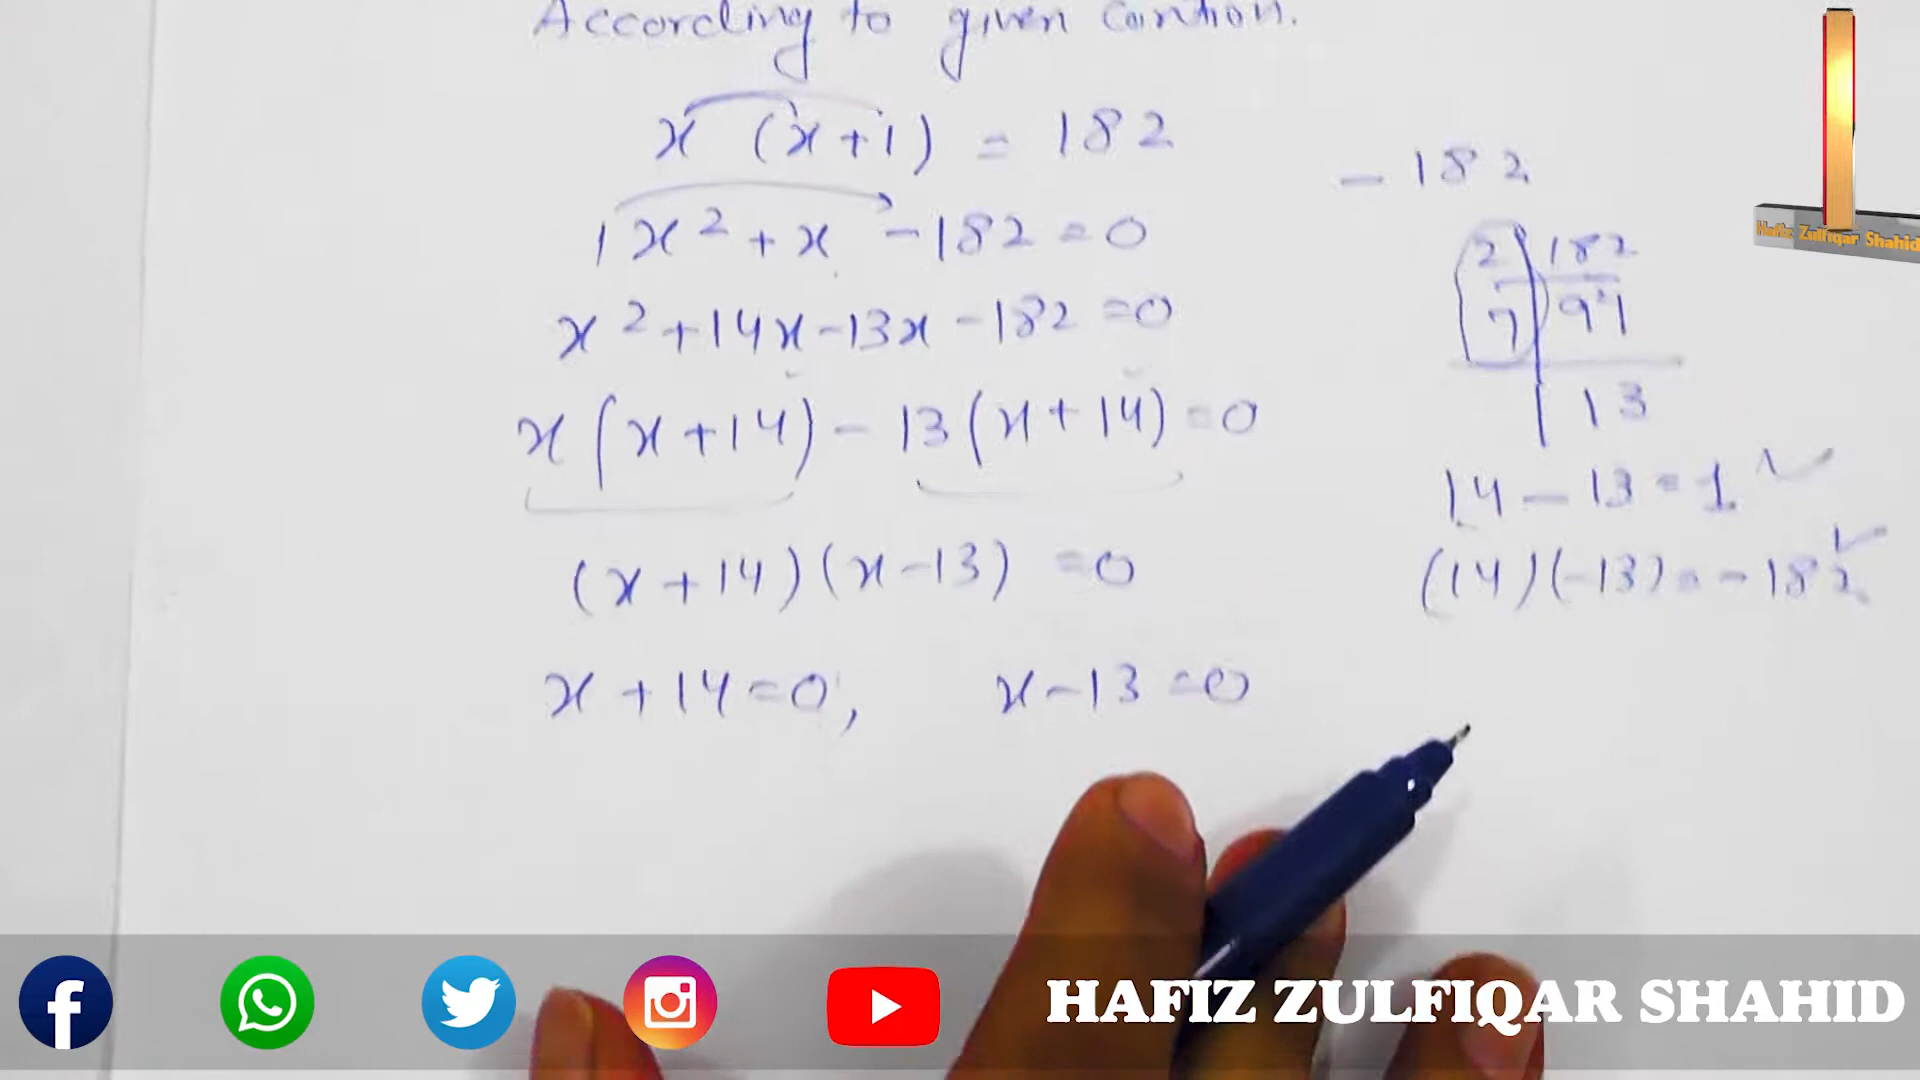 According to given
x (x+1) = 182
1x²+x -182=0
x²+14x-13x-182=0
x(x+14)-13(x+14)=0
(x+14)(x-13)=0
x+14=0, x-13=0
-182
2 182
7 91
13
14-13=1
(14)(-13)=-182
Hafiz Zulfiqar Shahid
HAFIZ ZULFIQAR SHAHID